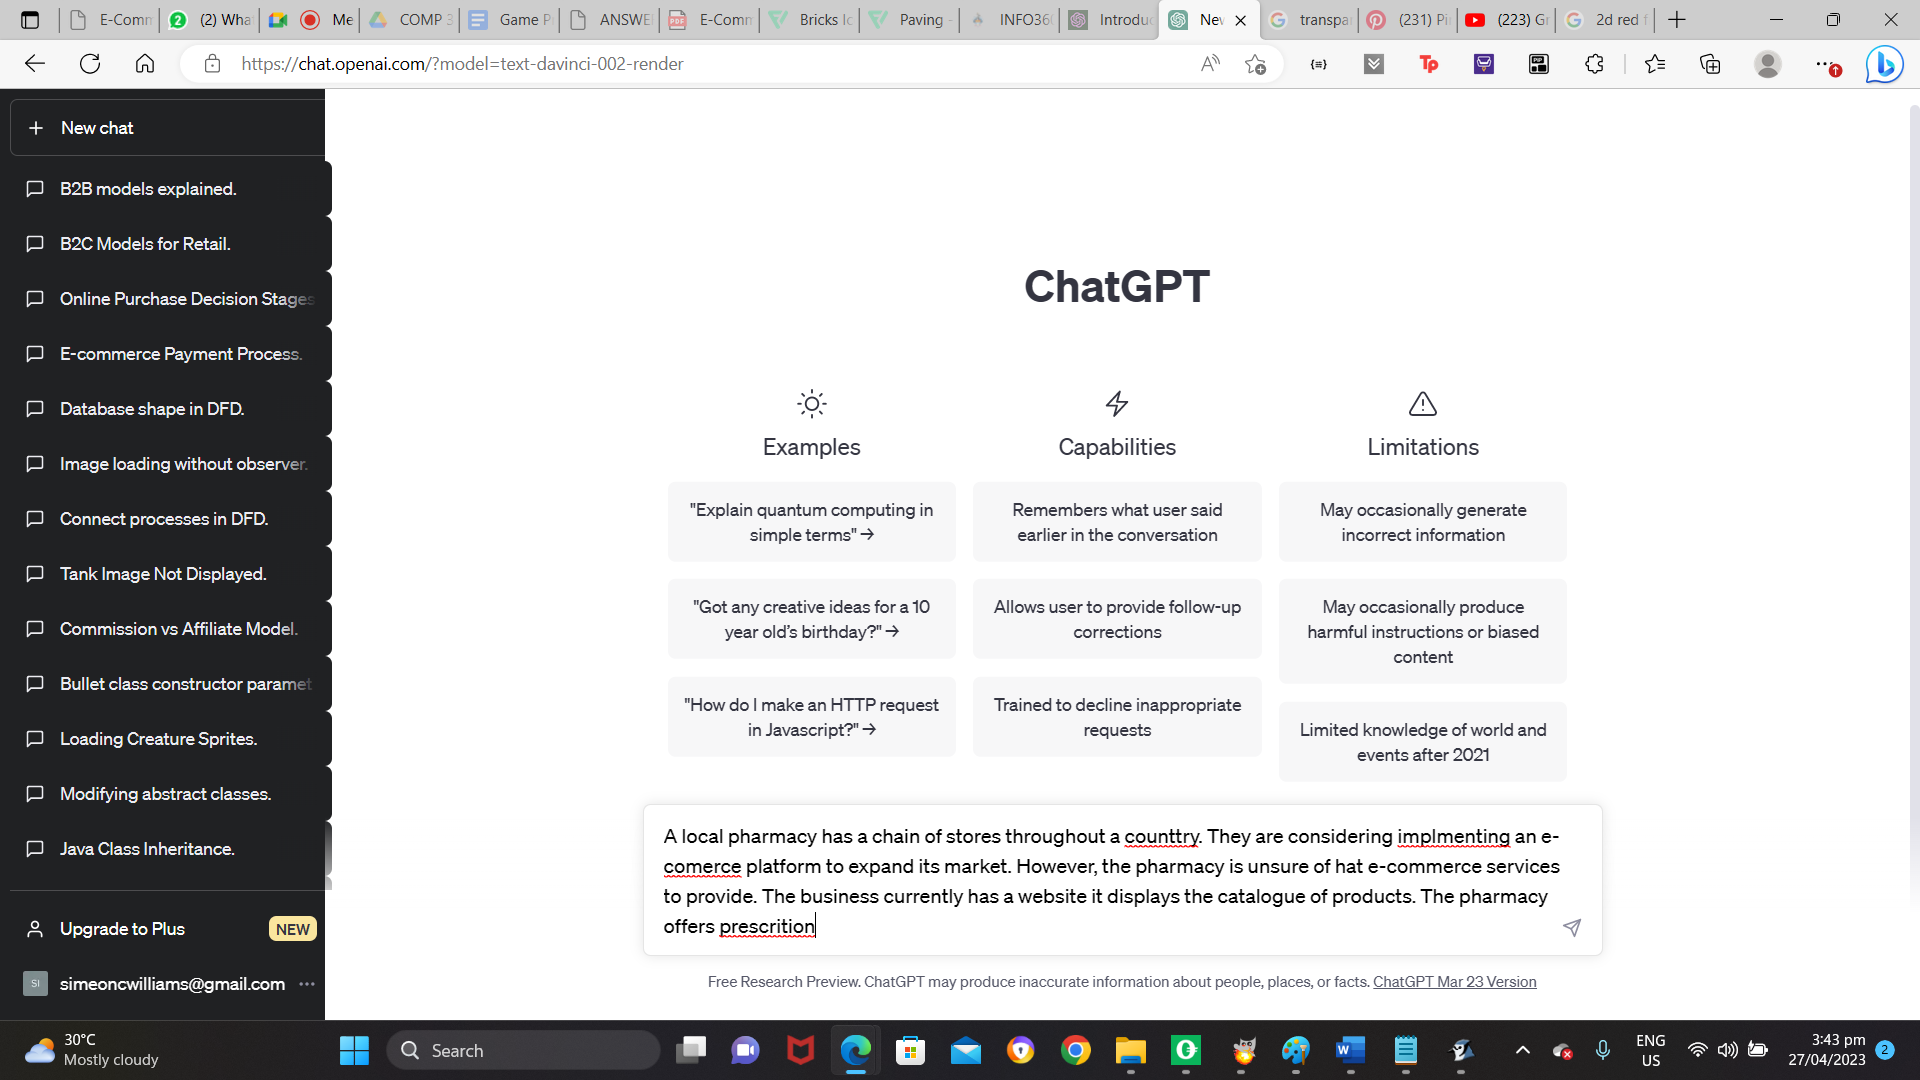 E-Comm
(2) Wha
Me
COMP 3
Game P
ANSWE
PDF
E-Comm
Bricks Ic
Paving -
INFO36
Introduc
New
transpar
(231) Pi
(223) Gr
2d red f
https://chat.openai.com/?model=text-davinci-002-render
New chat
B2B models explained.
B2C Models for Retail.
Online Purchase Decision Stages
E-commerce Payment Process.
Database shape in DFD.
Image loading without observer.
Connect processes in DFD.
Tank Image Not Displayed.
Commission vs Affiliate Model.
Bullet class constructor paramet
Loading Creature Sprites.
Modifying abstract classes.
Java Class Inheritance.
Upgrade to Plus
NEW
SI
simeoncwilliams@gmail.com
ChatGPT
Examples
"Explain quantum computing in
simple terms" →
"Got any creative ideas for a 10
year old's birthday?" →
"How do I make an HTTP request
in Javascript?" →
Capabilities
Remembers what user said
earlier in the conversation
Allows user to provide follow-up
corrections
Trained to decline inappropriate
requests
Limitations
May occasionally generate
incorrect information
May occasionally produce
harmful instructions or biased
content
Limited knowledge of world and
events after 2021
A local pharmacy has a chain of stores throughout a counttry. They are considering implmenting an e-
comerce platform to expand its market. However, the pharmacy is unsure of hat e-commerce services
to provide. The business currently has a website it displays the catalogue of products. The pharmacy
offers prescrition
Free Research Preview. ChatGPT may produce inaccurate information about people, places, or facts. ChatGPT Mar 23 Version
30°C
Mostly cloudy
Search
ENG
US
3:43 pm
27/04/2023
2